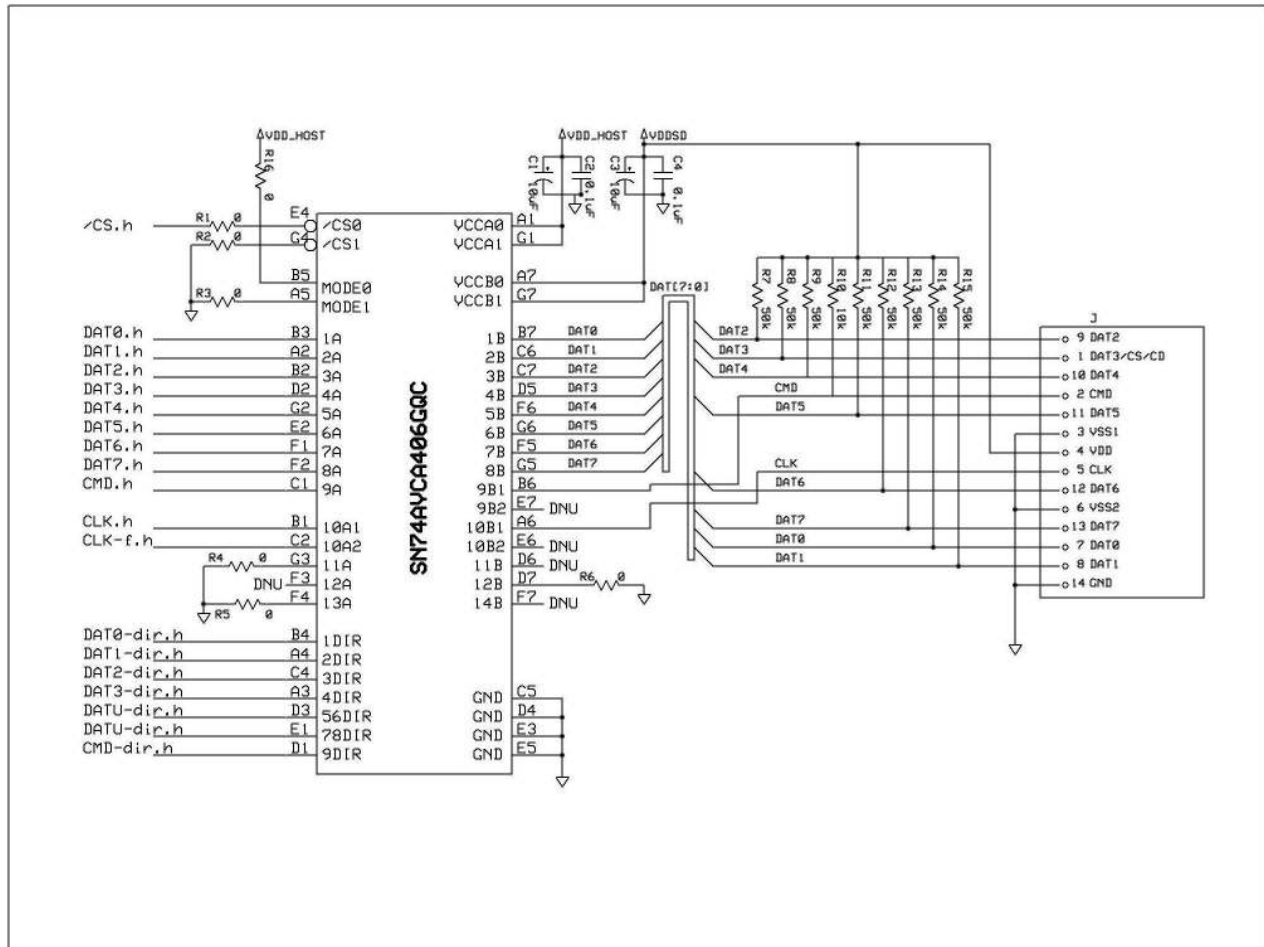 VDD_HOST
R16
0
VDD_HOST
VDDSD
C1 10uF
C2 0.1uF
C3 10uF
C4 0.1uF
/CS.h
R1 0
E4 /CS0
R2 0
G4 /CS1
B5 MODE0
R3 0
A5 MODE1
DAT0.h B3 1A
DAT1.h A2 2A
DAT2.h B2 3A
DAT3.h D2 4A
DAT4.h G2 5A
DAT5.h E2 6A
DAT6.h F1 7A
DAT7.h F2 8A
CMD.h C1 9A
CLK.h B1 10A1
CLK-f.h C2 10A2
R4 0 G3 11A
DNU F3 12A
R5 0 F4 13A
DAT0-dir.h B4 1DIR
DAT1-dir.h A4 2DIR
DAT2-dir.h C4 3DIR
DAT3-dir.h A3 4DIR
DATU-dir.h D3 56DIR
DATU-dir.h E1 78DIR
CMD-dir.h D1 9DIR
SN74AVCA406GQC
VCCA0 A1
VCCA1 G1
VCCB0 A7
VCCB1 G7
1B B7 DAT0
2B C6 DAT1
3B C7 DAT2
4B D5 DAT3
5B F6 DAT4
6B G6 DAT5
7B F5 DAT6
8B G5 DAT7
9B1 B6
9B2 E7 DNU
10B1 A6
10B2 E6 DNU
11B D6 DNU
12B D7 R6 0
14B F7 DNU
GND C5
GND D4
GND E3
GND E5
DAT[7:0]
R7 50k
R8 50k
R9 50k
R10 10k
R11 50k
R12 50k
R13 50k
R14 50k
R15 50k
DAT2
DAT3
DAT4
CMD
DAT5
CLK
DAT6
DAT7
DAT0
DAT1
J
9 DAT2
1 DAT3/CS/CD
10 DAT4
2 CMD
11 DAT5
3 VSS1
4 VDD
5 CLK
12 DAT6
6 VSS2
13 DAT7
7 DAT0
8 DAT1
14 GND